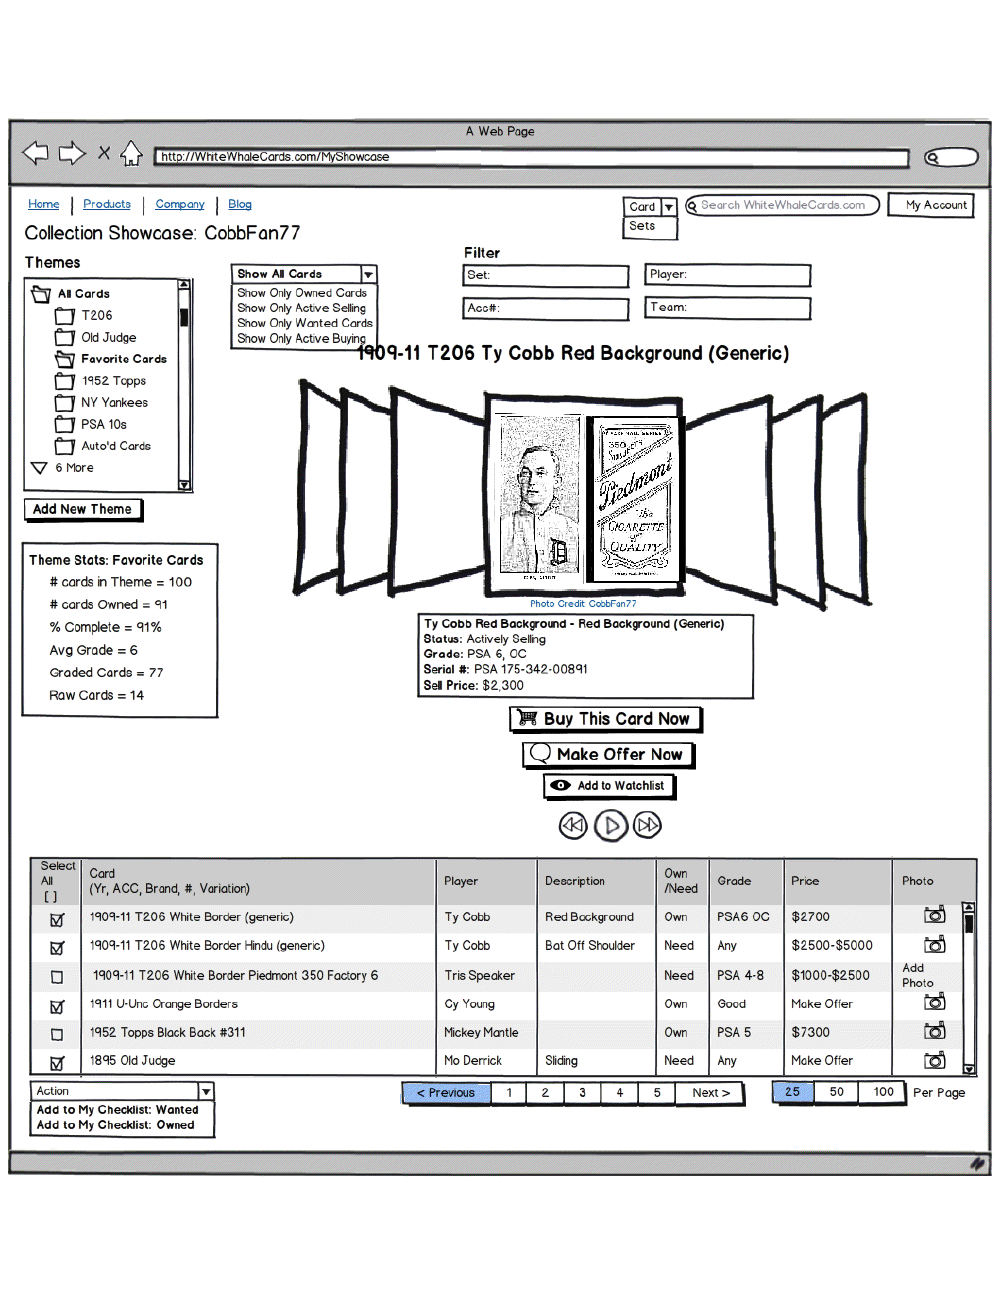 A Web Page
http://WhiteWhaleCards.com/MyShowcase
Home | Products | Company | Blog
Card
Sets
Search WhiteWhaleCards.com
My Account
Collection Showcase: CobbFan77
Themes
All Cards
T206
Old Judge
Favorite Cards
1952 Topps
NY Yankees
PSA 10s
Auto'd Cards
6 More
Add New Theme
Show All Cards
Show Only Owned Cards
Show Only Active Selling
Show Only Wanted Cards
Show Only Active Buying
Filter
Set:
Player:
Acc#:
Team:
1909-11 T206 Ty Cobb Red Background (Generic)
350
Piedmont
The
CIGARETTE
of
QUALITY
Photo Credit: CobbFan77
Theme Stats: Favorite Cards
# cards in Theme = 100
# cards Owned = 91
% Complete = 91%
Avg Grade = 6
Graded Cards = 77
Raw Cards = 14
Ty Cobb Red Background - Red Background (Generic)
Status: Actively Selling
Grade: PSA 6, OC
Serial #: PSA 175-342-00891
Sell Price: $2,300
Buy This Card Now
Make Offer Now
Add to Watchlist
Select All [ ] Card (Yr, ACC, Brand, #, Variation) Player Description Own /Need Grade Price Photo
1909-11 T206 White Border (generic) Ty Cobb Red Background Own PSA6 OC $2700
1909-11 T206 White Border Hindu (generic) Ty Cobb Bat Off Shoulder Need Any $2500-$5000
1909-11 T206 White Border Piedmont 350 Factory 6 Tris Speaker Need PSA 4-8 $1000-$2500 Add Photo
1911 U-Unc Orange Borders Cy Young Own Good Make Offer
1952 Topps Black Back #311 Mickey Mantle Own PSA 5 $7300
1895 Old Judge Mo Derrick Sliding Need Any Make Offer
Action
Add to My Checklist: Wanted
Add to My Checklist: Owned
< Previous 1 2 3 4 5 Next >
25 50 100 Per Page